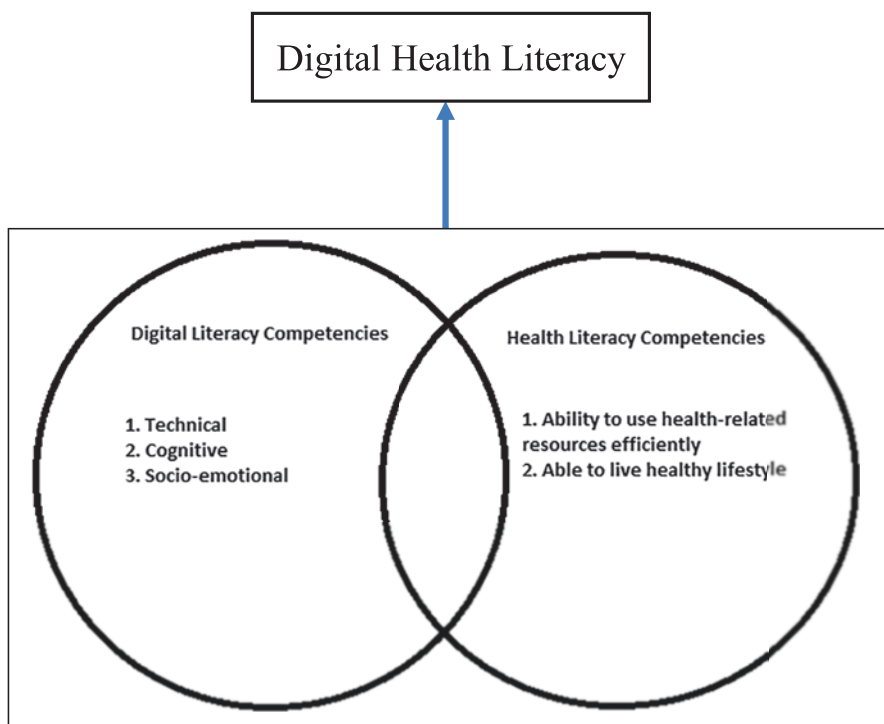 Digital Health Literacy
Digital Literacy Competencies
1. Technical
2. Cognitive
3. Socio-emotional
Health Literacy Competencies
1. Ability to use health-related
resources efficiently
2. Able to live healthy lifestyle